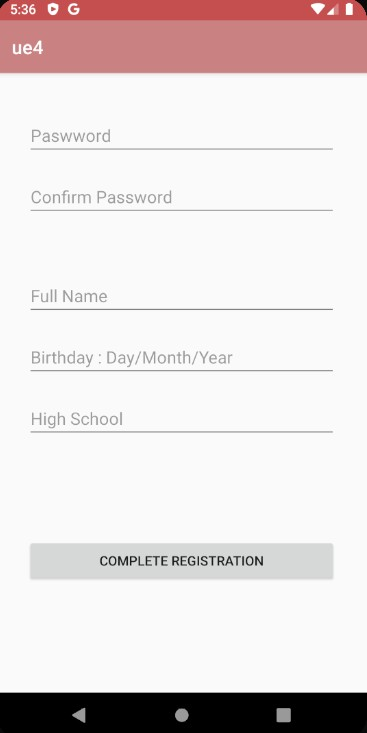 5:36
ue4
Paswword
Confirm Password
Full Name
Birthday : Day/Month/Year
High School
COMPLETE REGISTRATION